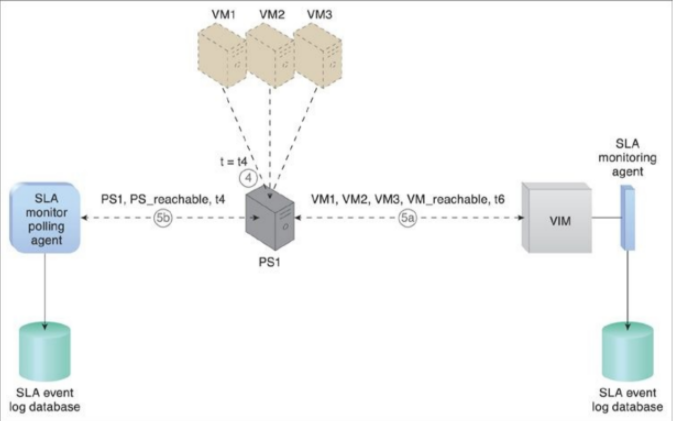 VM1 VM2 VM3
t = t4
4
SLA
monitoring
agent
SLA
monitor
polling
agent
PS1, PS_reachable, t4
5b
VM1, VM2, VM3, VM_reachable, t6
5a
VIM
PS1
SLA event
log database
SLA event
log database